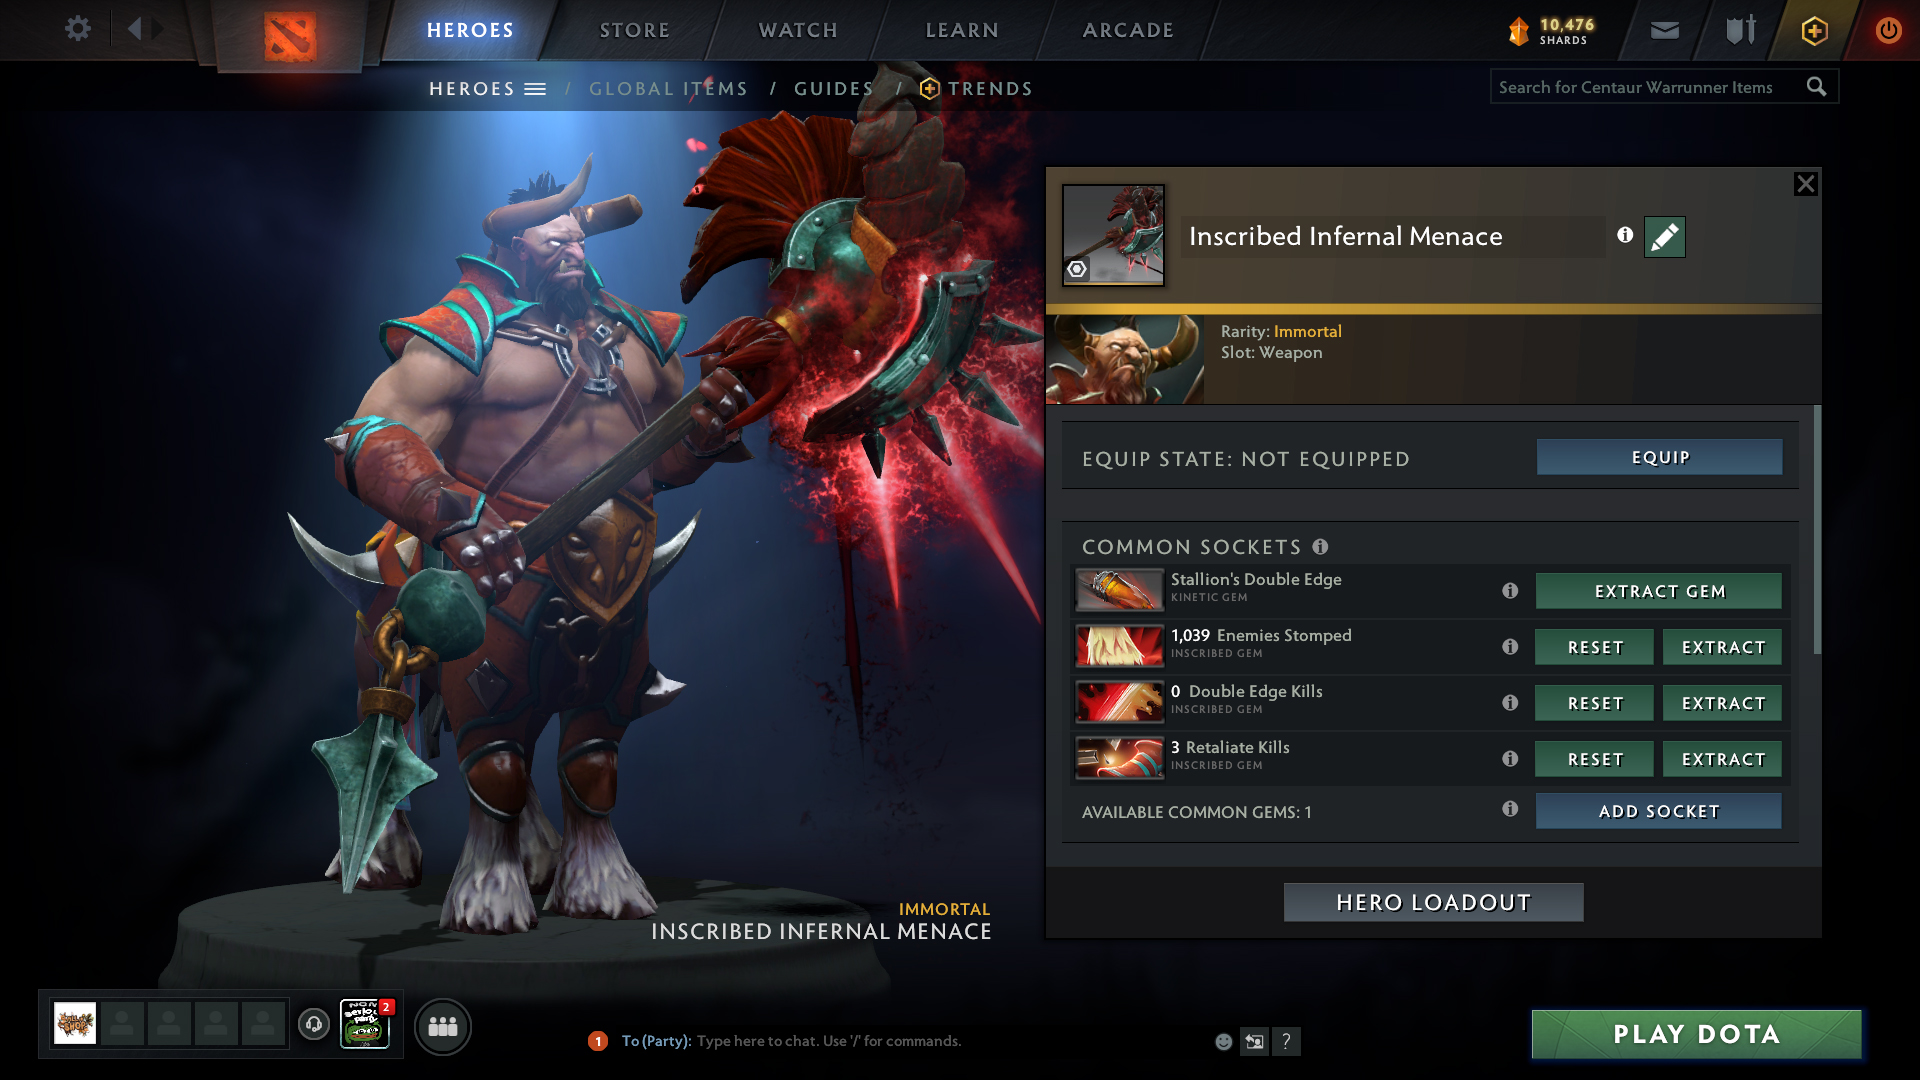 HEROES
STORE
WATCH
LEARN
ARCADE
10,476
SHARDS
HEROES / GLOBAL ITEMS / GUIDES / TRENDS
Search for Centaur Warrunner Items
Inscribed Infernal Menace
Rarity: Immortal
Slot: Weapon
EQUIP STATE: NOT EQUIPPED
EQUIP
COMMON SOCKETS
Stallion's Double Edge
KINETIC GEM
EXTRACT GEM
1,039 Enemies Stomped
INSCRIBED GEM
RESET
EXTRACT
0 Double Edge Kills
INSCRIBED GEM
RESET
EXTRACT
3 Retaliate Kills
INSCRIBED GEM
RESET
EXTRACT
AVAILABLE COMMON GEMS: 1
ADD SOCKET
HERO LOADOUT
IMMORTAL
INSCRIBED INFERNAL MENACE
2
1
To (Party): Type here to chat. Use '/' for commands.
?
PLAY DOTA